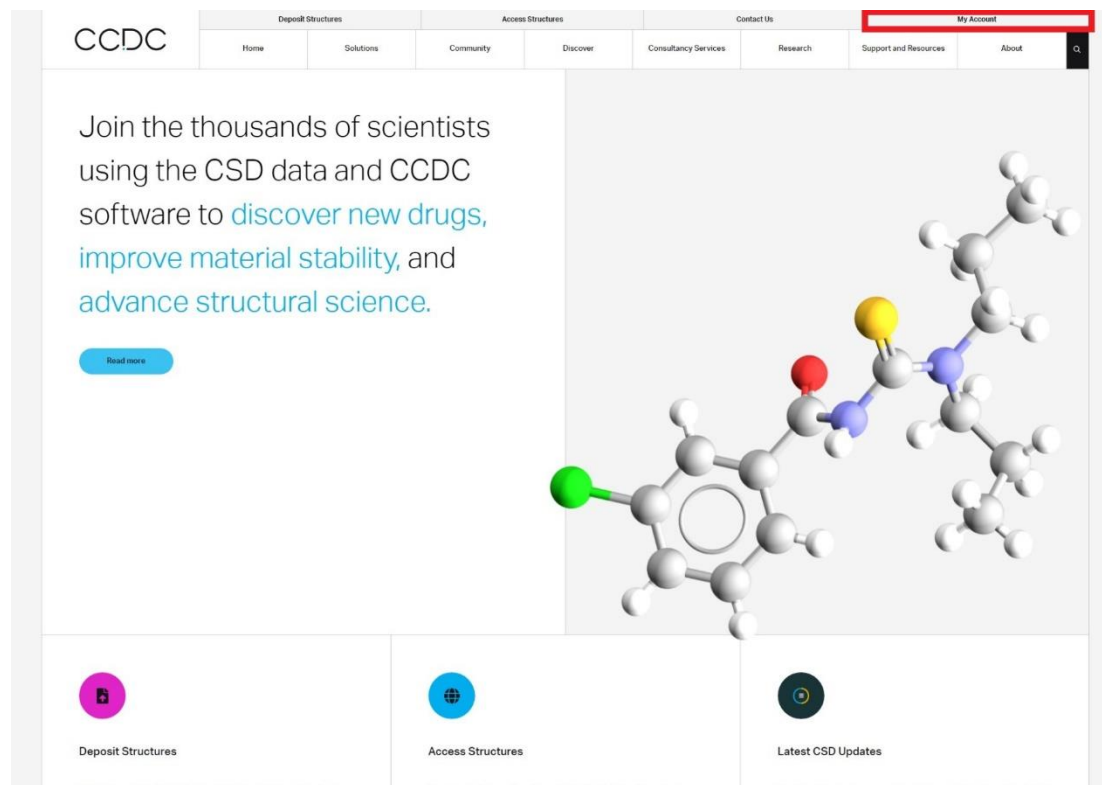 Deposit Structures Access Structures Contact Us My Account
CCDC
Home Solutions Community Discover Consultancy Services Research Support and Resources About
Join the thousands of scientists
using the CSD data and CCDC
software to discover new drugs,
improve material stability, and
advance structural science.
Read more
Deposit Structures Access Structures Latest CSD Updates